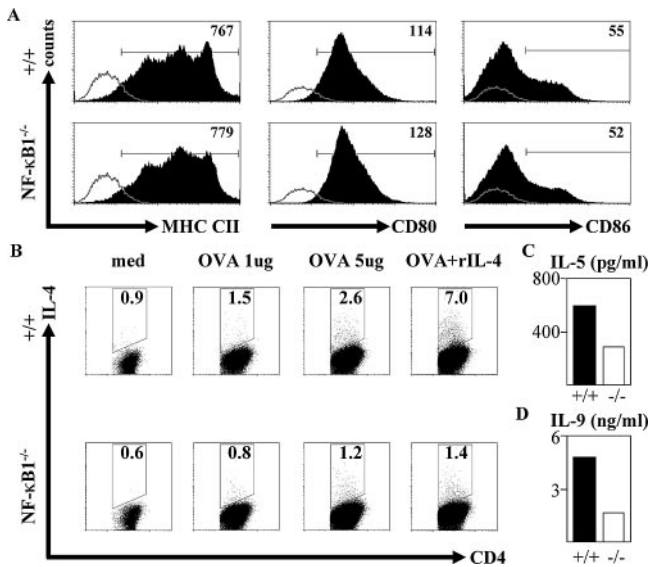 A
counts
+/+
767
114
55
NF-κB1-/-
779
128
52
MHC CII
CD80
CD86
B
med
OVA 1ug
OVA 5ug
OVA+rIL-4
IL-4
+/+
0.9
1.5
2.6
7.0
NF-κB1-/-
0.6
0.8
1.2
1.4
CD4
C
IL-5 (pg/ml)
800
400
+/+ -/-
D
IL-9 (ng/ml)
6
3
+/+ -/-